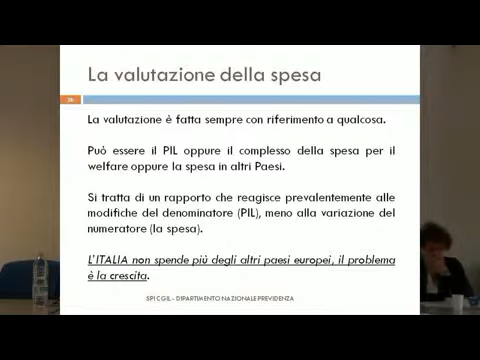 La valutazione della spesa
26
La valutazione è fatta sempre con riferimento a qualcosa.
Può essere il PIL oppure il complesso della spesa per il
welfare oppure la spesa in altri Paesi.
Si tratta di un rapporto che reagisce prevalentemente alle
modifiche del denominatore (PIL), meno alla variazione del
numeratore (la spesa).
L'ITALIA non spende più degli altri paesi europei, il problema
è la crescita.
SPI CGIL - DIPARTIMENTO NAZIONALE PREVIDENZA